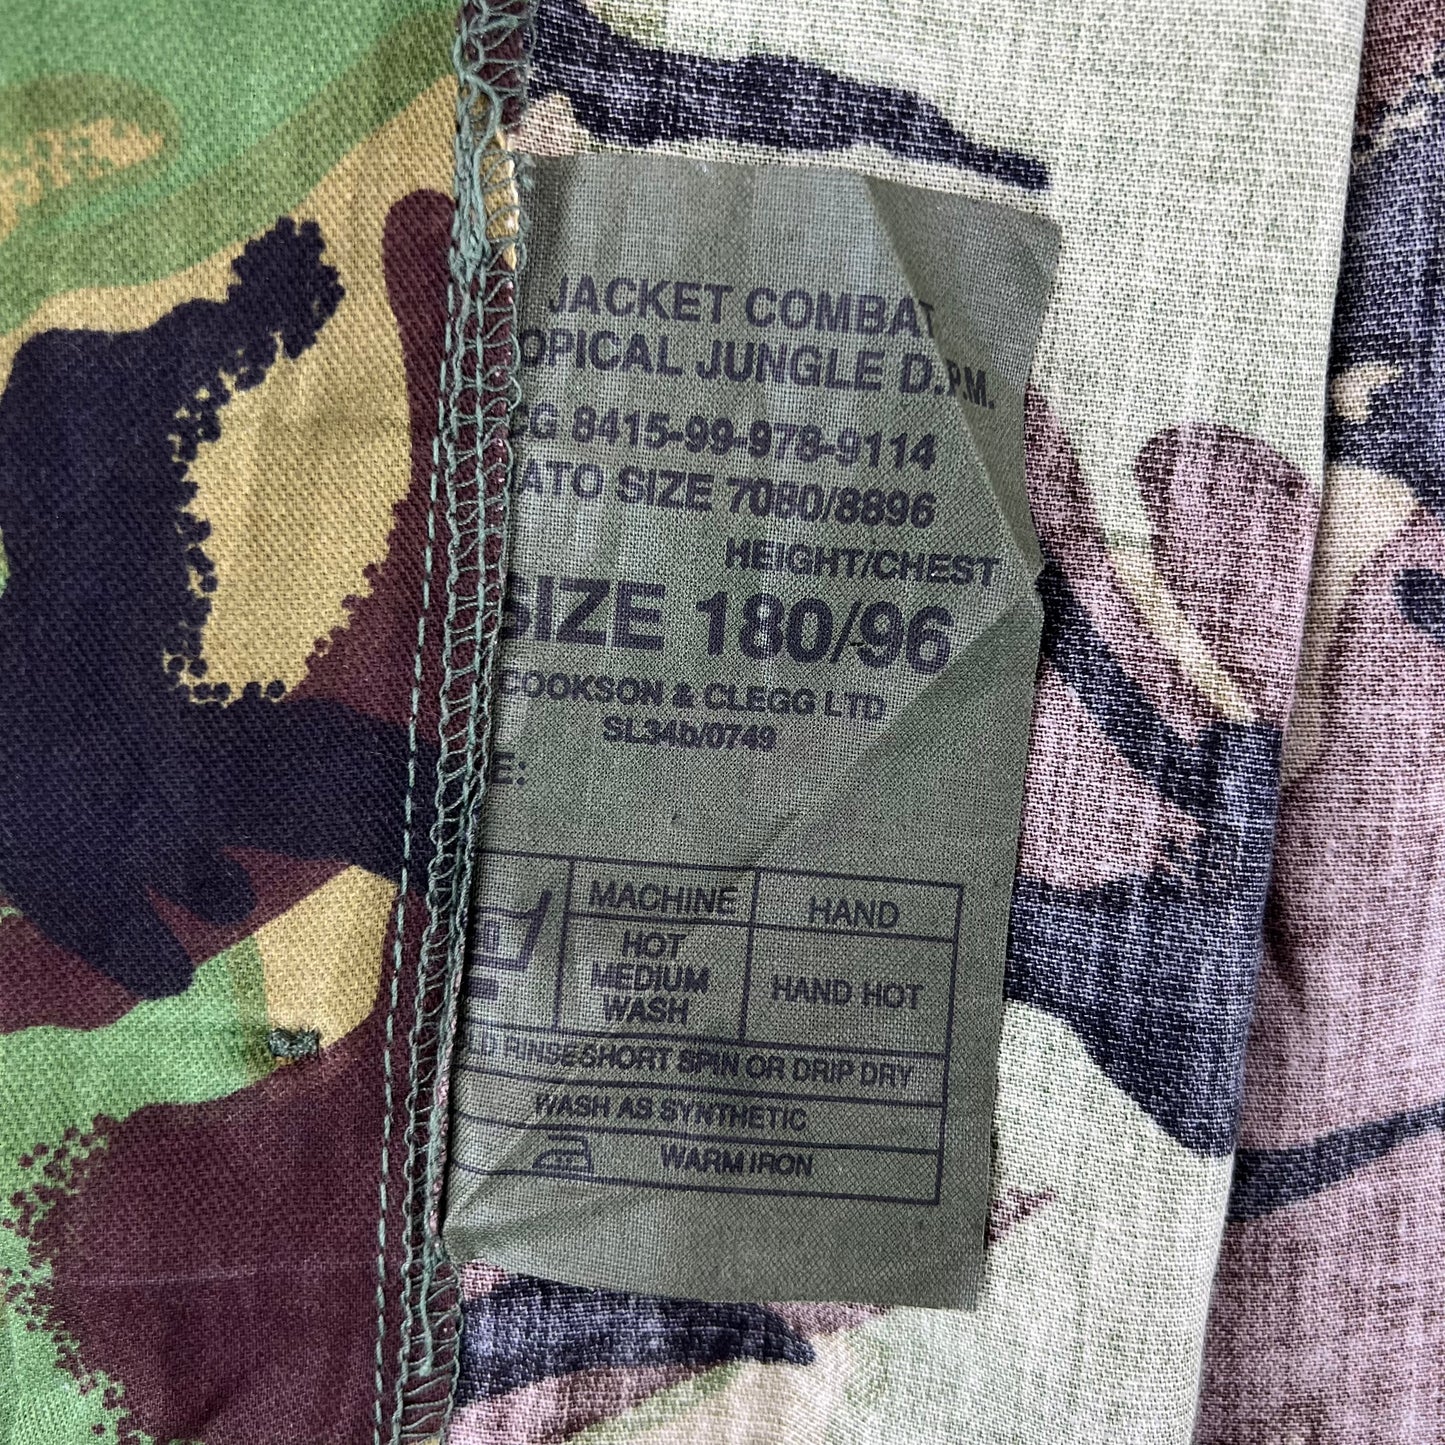 JACKET COMBAT
OPICAL JUNGLE D.P.M.
CG 8415-99-978-9114
ATO SIZE 7080/8896
HEIGHT/CHEST
SIZE 180/96
COOKSON & CLEGG LTD
SL34b/0749
E:
MACHINE HAND
HOT
MEDIUM
WASH
HAND HOT
RINSE SHORT SPIN OR DRIP DRY
WASH AS SYNTHETIC
WARM IRON